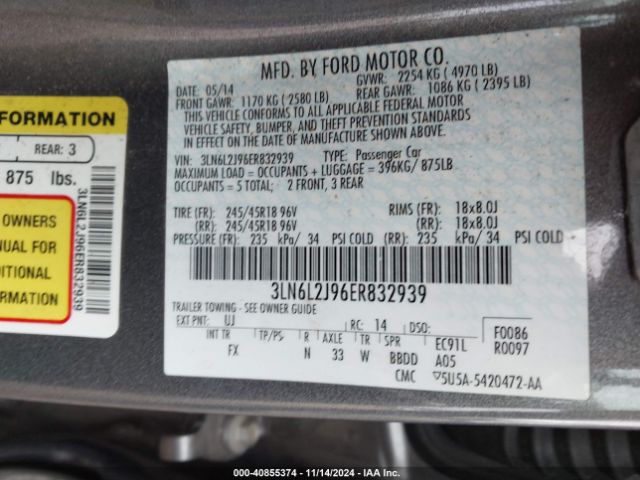 MFD. BY FORD MOTOR CO.
DATE: 05/14 GVWR: 2254 KG ( 4970 LB)
FRONT GAWR: 1170 KG ( 2580 LB) REAR GAWR: 1086 KG ( 2395 LB)
THIS VEHICLE CONFORMS TO ALL APPLICABLE FEDERAL MOTOR
VEHICLE SAFETY, BUMPER, AND THEFT PREVENTION STANDARDS IN EFFECT
ON THE DATE OF MANUFACTURE SHOWN ABOVE.
VIN: 3LN6L2J96ER832939 TYPE: Passenger Car
MAXIMUM LOAD = OCCUPANTS + LUGGAGE = 396KG/ 875LB
OCCUPANTS = 5 TOTAL; 2 FRONT, 3 REAR
TIRE (FR): 245/45R18 96V RIMS (FR): 18x8.0J
(RR): 245/45R18 96V (RR): 18x8.0J
PRESSURE (FR): 235 kPa/ 34 PSI COLD (RR): 235 kPa/ 34 PSI COLD
3LN6L2J96ER832939
TRAILER TOWING - SEE OWNER GUIDE
EXT PNT: UJ RC: 14 DSO: F0086
INT TR TP/PS R AXLE TR SPR EC91L R0097
FX N 33 W BBDD A05
CMC 5U5A-5420472-AA
FORMATION
REAR: 3
875 lbs.
OWNERS
NUAL FOR
DITIONAL
ORMATION
3LN6L2J96ER832939
000-40855374 | 11/14/2024 | IAA Inc.